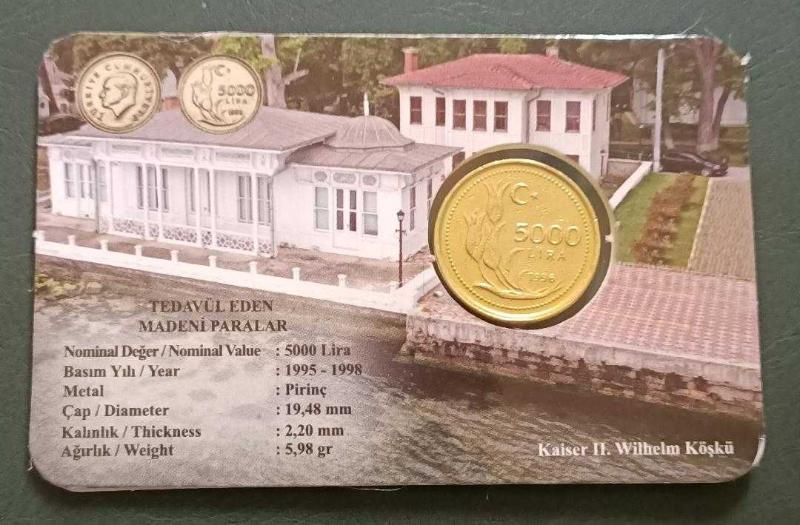 TÜRKİYE CUMHURİYETİ
5000
LİRA
5000
LİRA
1996
TEDAVÜL EDEN
MADENİ PARALAR
Nominal Değer / Nominal Value : 5000 Lira
Basım Yılı / Year : 1995 - 1998
Metal : Pirinç
Çap / Diameter : 19,48 mm
Kalınlık / Thickness : 2,20 mm
Ağırlık / Weight : 5,98 gr
Kaiser II. Wilhelm Köşkü